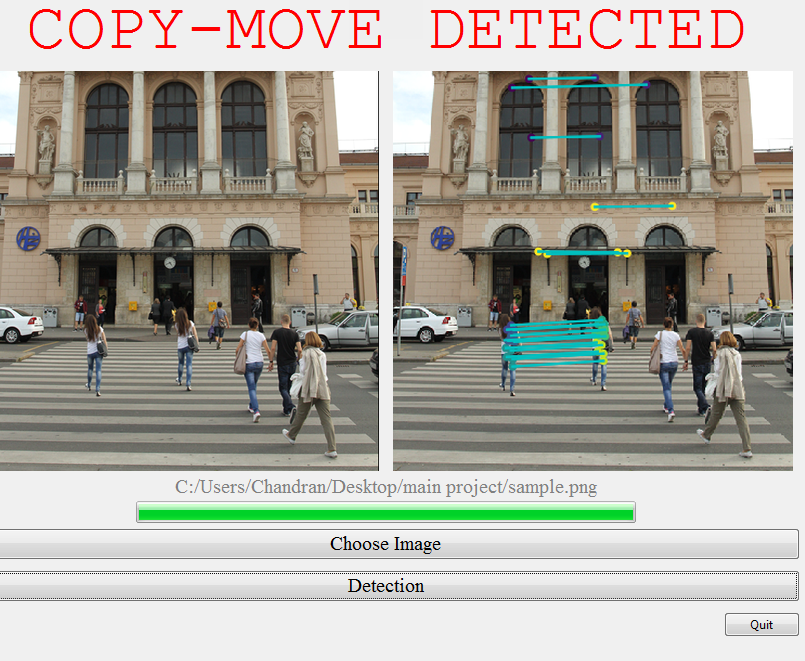 COPY-MOVE DETECTED
C:/Users/Chandran/Desktop/main project/sample.png
Choose Image
Detection
Quit